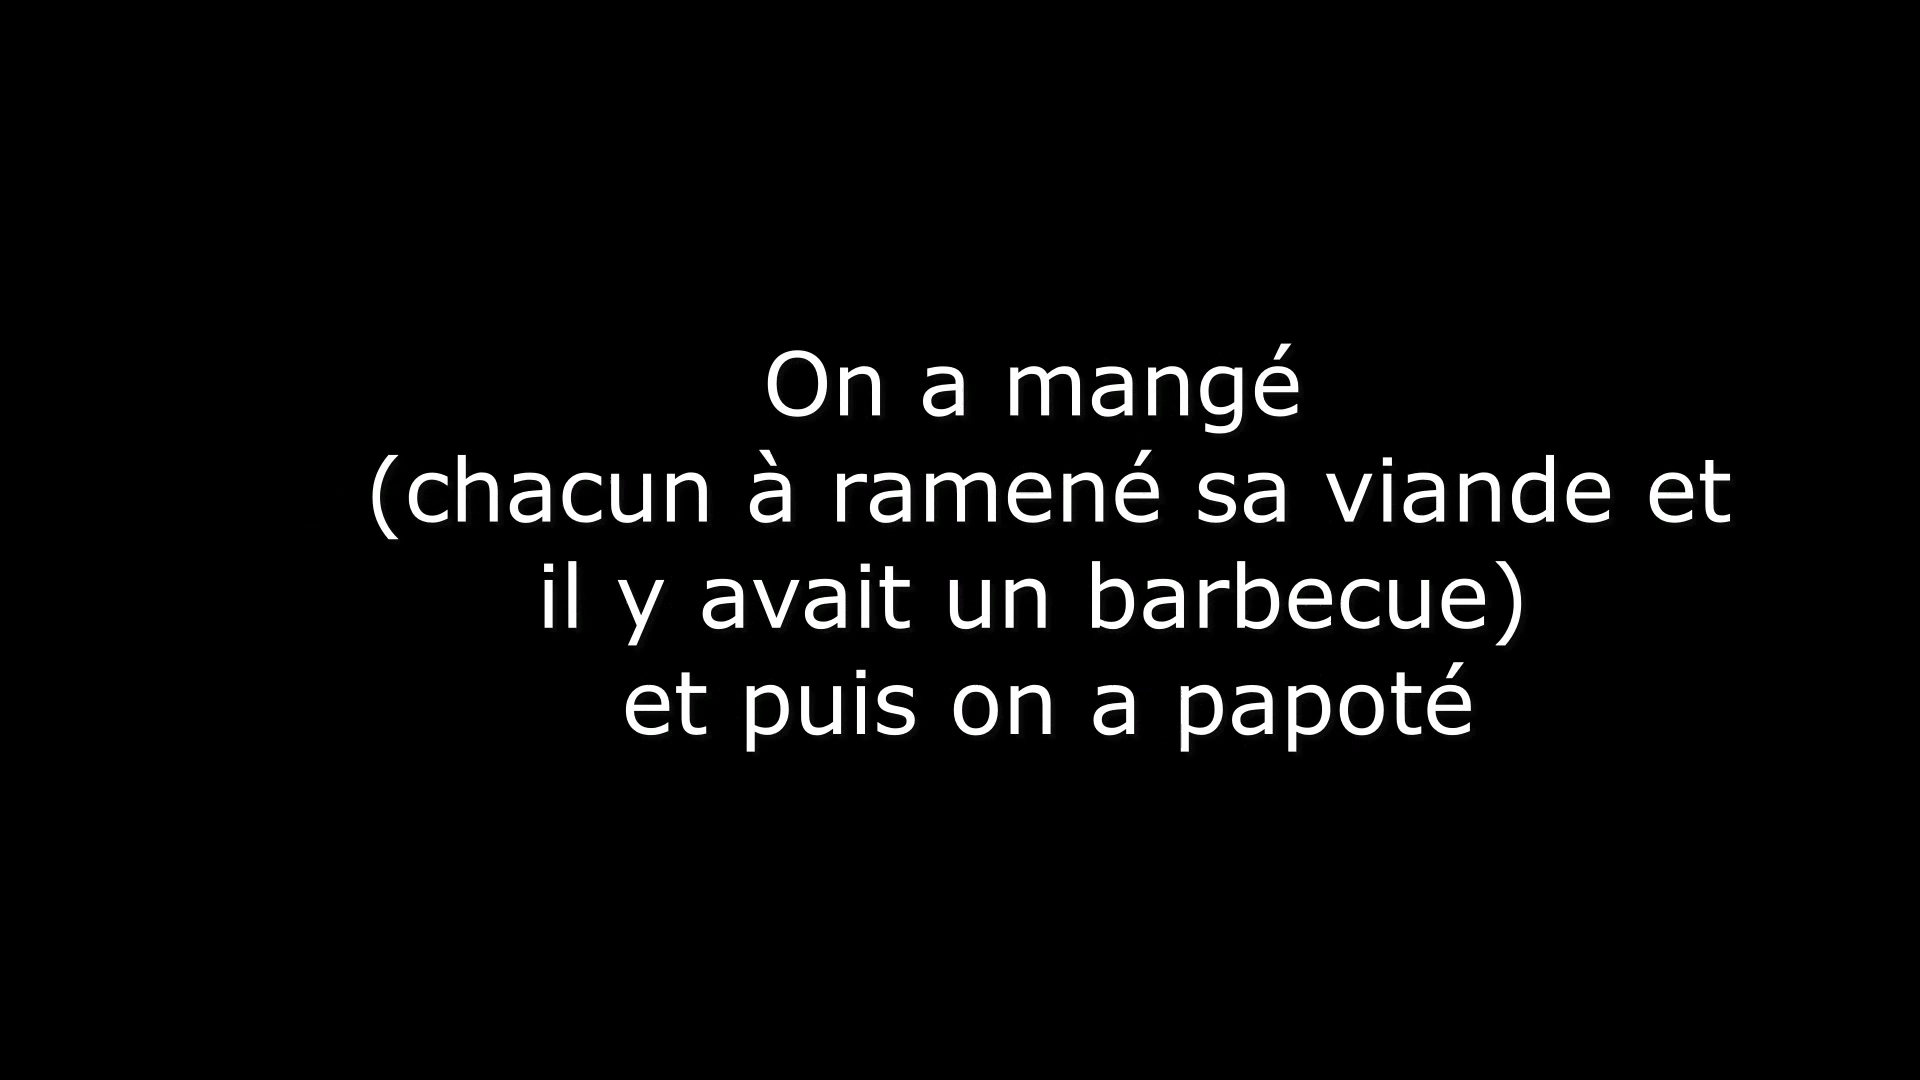 On a mangé
(chacun à ramené sa viande et
il y avait un barbecue)
et puis on a papoté